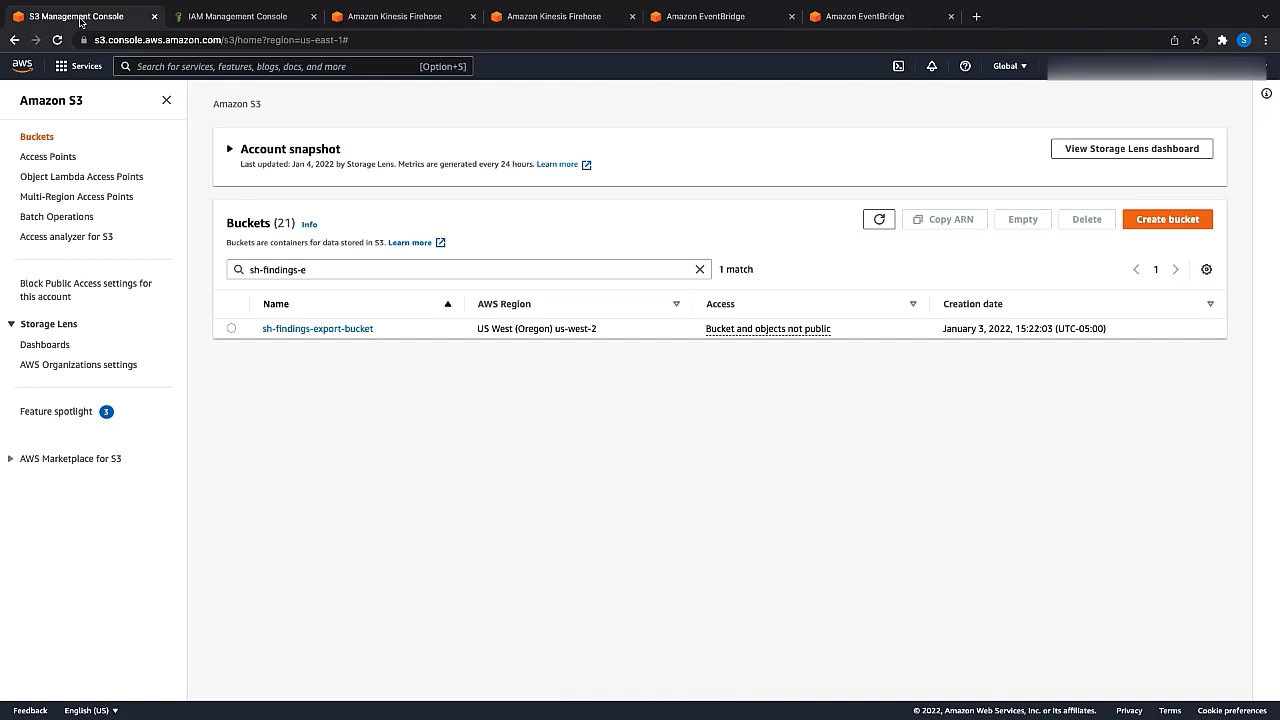 S3 Management Console
IAM Management Console
Amazon Kinesis Firehose
Amazon Kinesis Firehose
Amazon EventBridge
Amazon EventBridge
s3.console.aws.amazon.com/s3/home?region=us-east-1#
S
aws
Services
Search for services, features, blogs, docs, and more
[Option+S]
Global
Amazon S3
Buckets
Access Points
Object Lambda Access Points
Multi-Region Access Points
Batch Operations
Access analyzer for S3
Block Public Access settings for
this account
Storage Lens
Dashboards
AWS Organizations settings
Feature spotlight 3
AWS Marketplace for S3
Amazon S3
Account snapshot
Last updated: Jan 4, 2022 by Storage Lens. Metrics are generated every 24 hours. Learn more
View Storage Lens dashboard
Buckets (21) Info
Buckets are containers for data stored in S3. Learn more
Copy ARN
Empty
Delete
Create bucket
sh-findings-e
1 match
1
Name
AWS Region
Access
Creation date
sh-findings-export-bucket
US West (Oregon) us-west-2
Bucket and objects not public
January 3, 2022, 15:22:03 (UTC-05:00)
Feedback
English (US)
© 2022, Amazon Web Services, Inc. or its affiliates.
Privacy
Terms
Cookie preferences